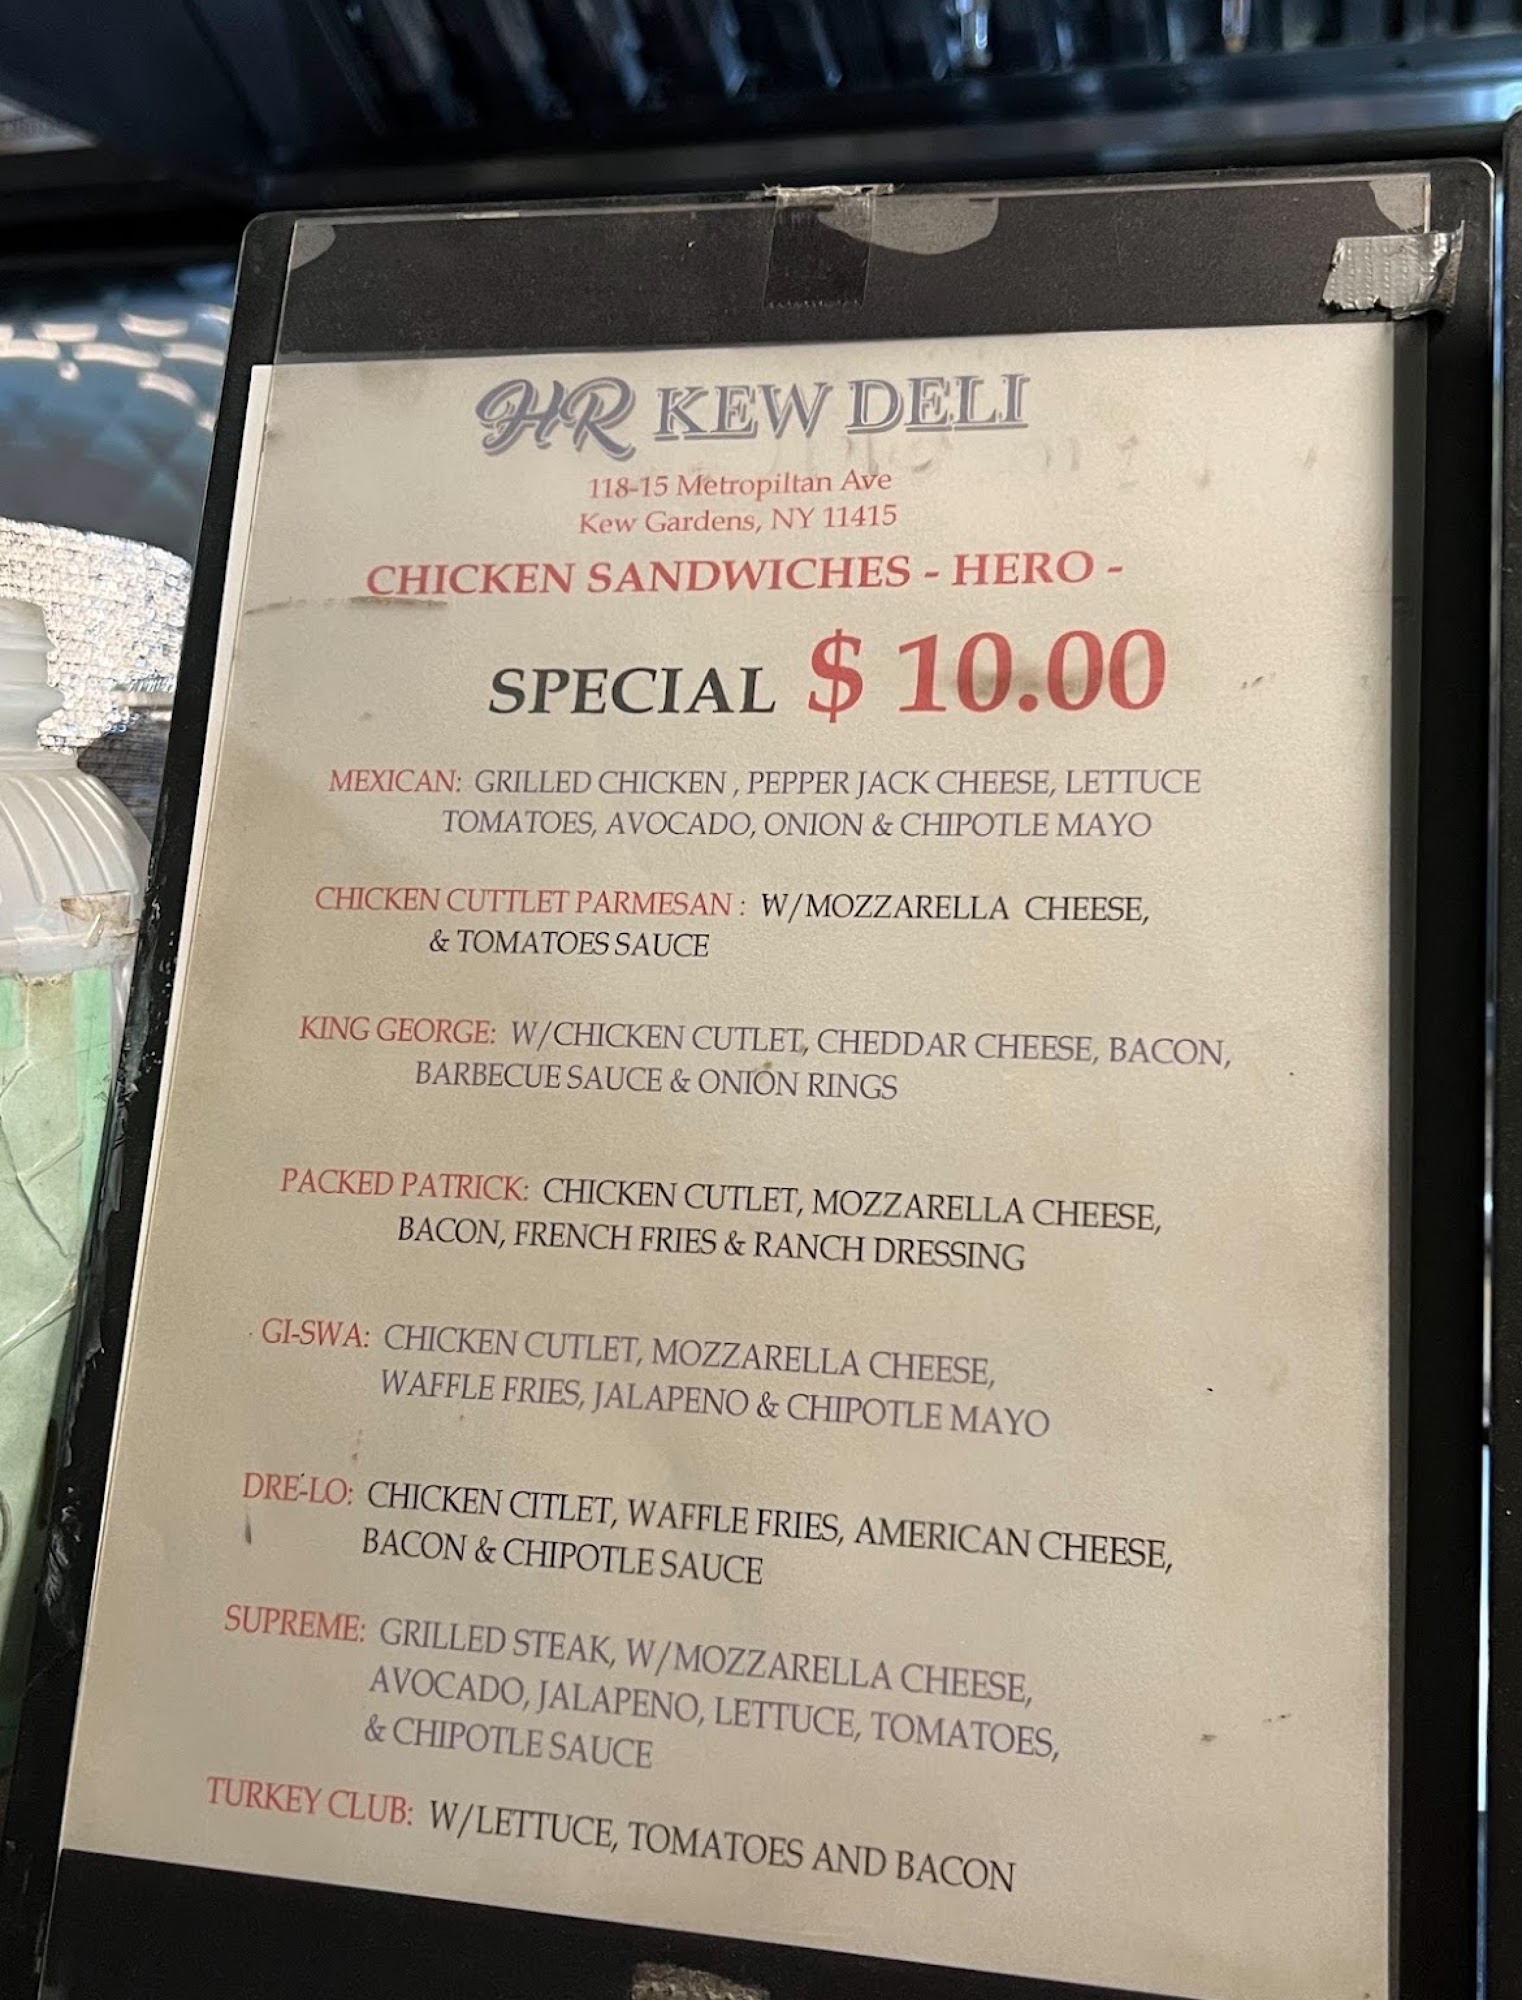 HR KEW DELI
118-15 Metropiltan Ave
Kew Gardens, NY 11415
CHICKEN SANDWICHES - HERO -
SPECIAL $ 10.00
MEXICAN: GRILLED CHICKEN , PEPPER JACK CHEESE, LETTUCE
TOMATOES, AVOCADO, ONION & CHIPOTLE MAYO
CHICKEN CUTTLET PARMESAN : W/MOZZARELLA CHEESE,
& TOMATOES SAUCE
KING GEORGE: W/CHICKEN CUTLET, CHEDDAR CHEESE, BACON,
BARBECUE SAUCE & ONION RINGS
PACKED PATRICK: CHICKEN CUTLET, MOZZARELLA CHEESE,
BACON, FRENCH FRIES & RANCH DRESSING
GI-SWA: CHICKEN CUTLET, MOZZARELLA CHEESE,
WAFFLE FRIES, JALAPENO & CHIPOTLE MAYO
DRE-LO: CHICKEN CITLET, WAFFLE FRIES, AMERICAN CHEESE,
BACON & CHIPOTLE SAUCE
SUPREME: GRILLED STEAK, W/MOZZARELLA CHEESE,
AVOCADO, JALAPENO, LETTUCE, TOMATOES,
& CHIPOTLE SAUCE
TURKEY CLUB: W/LETTUCE, TOMATOES AND BACON